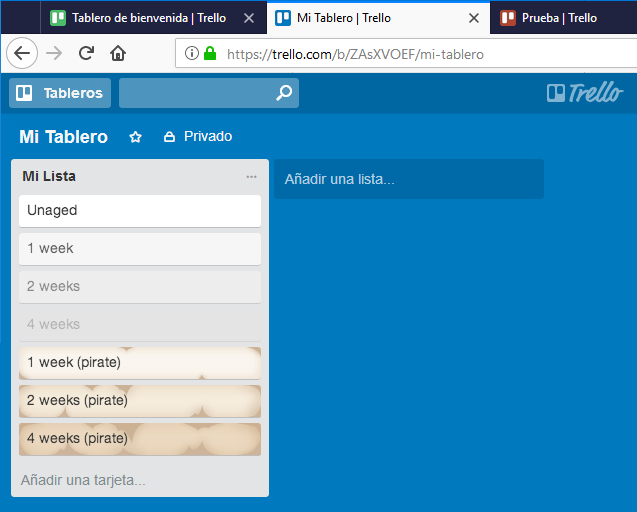 Tablero de bienvenida | Trello
Mi Tablero | Trello
Prueba | Trello
https://trello.com/b/ZAsXVOEF/mi-tablero
Tableros
Trello
Mi Tablero
Privado
Mi Lista
Añadir una lista...
Unaged
1 week
2 weeks
4 weeks
1 week (pirate)
2 weeks (pirate)
4 weeks (pirate)
Añadir una tarjeta...